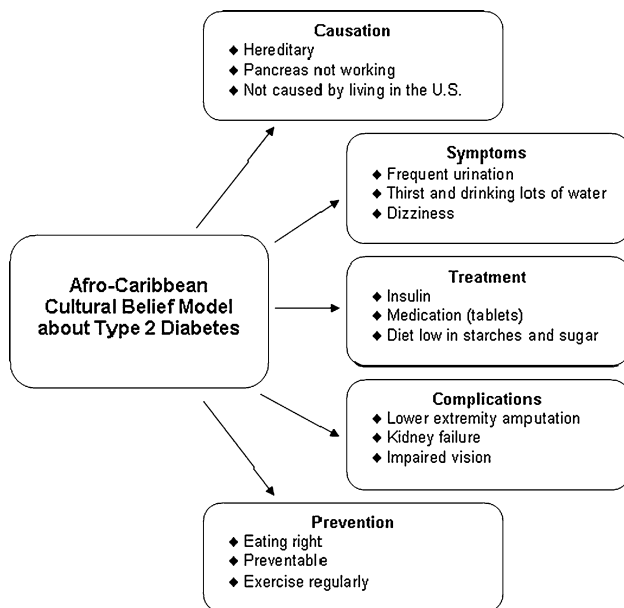 Causation
◆ Hereditary
◆ Pancreas not working
◆ Not caused by living in the U.S.
Symptoms
◆ Frequent urination
◆ Thirst and drinking lots of water
◆ Dizziness
Afro-Caribbean
Cultural Belief Model
about Type 2 Diabetes
Treatment
◆ Insulin
◆ Medication (tablets)
◆ Diet low in starches and sugar
Complications
◆ Lower extremity amputation
◆ Kidney failure
◆ Impaired vision
Prevention
◆ Eating right
◆ Preventable
◆ Exercise regularly